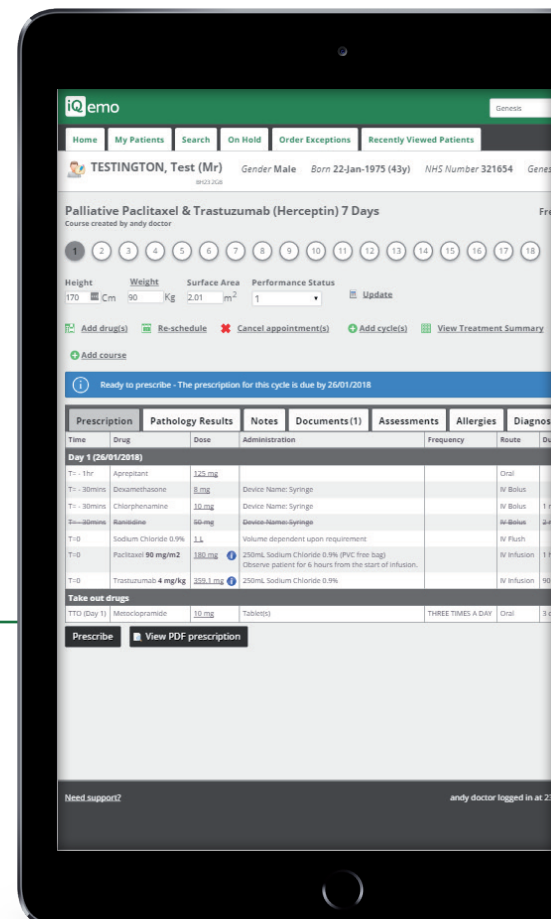 iQemo
Genesis
Home My Patients Search On Hold Order Exceptions Recently Viewed Patients
TESTINGTON, Test (Mr) Gender Male Born 22-Jan-1975 (43y) NHS Number 321654
BH23 2GB
Palliative Paclitaxel & Trastuzumab (Herceptin) 7 Days
Course created by andy doctor
1 2 3 4 5 6 7 8 9 10 11 12 13 14 15 16 17 18
Height Weight Surface Area Performance Status
170 Cm 90 Kg 2.01 m2 1 Update
Add drug(s) Re-schedule Cancel appointment(s) Add cycle(s) View Treatment Summary
Add course
Ready to prescribe - The prescription for this cycle is due by 26/01/2018
Prescription Pathology Results Notes Documents(1) Assessments Allergies Diagnos
Time Drug Dose Administration Frequency Route Du
Day 1 (26/01/2018)
T= - 1hr Aprepitant 125 mg Oral
T= - 30mins Dexamethasone 8 mg Device Name: Syringe IV Bolus
T= - 30mins Chlorphenamine 10 mg Device Name: Syringe IV Bolus 1
T= - 30mins Ranitidine 50 mg Device Name: Syringe IV Bolus 2
T=0 Sodium Chloride 0.9% 1 L Volume dependent upon requirement IV Flush
T=0 Paclitaxel 90 mg/m2 180 mg 250mL Sodium Chloride 0.9% (PVC free bag) IV Infusion 1
Observe patient for 6 hours from the start of infusion.
T=0 Trastuzumab 4 mg/kg 359.1 mg 250mL Sodium Chloride 0.9% IV Infusion 90
Take out drugs
TTO (Day 1) Metoclopramide 10 mg Tablet(s) THREE TIMES A DAY Oral 3
Prescribe View PDF prescription
Need support? andy doctor logged in at